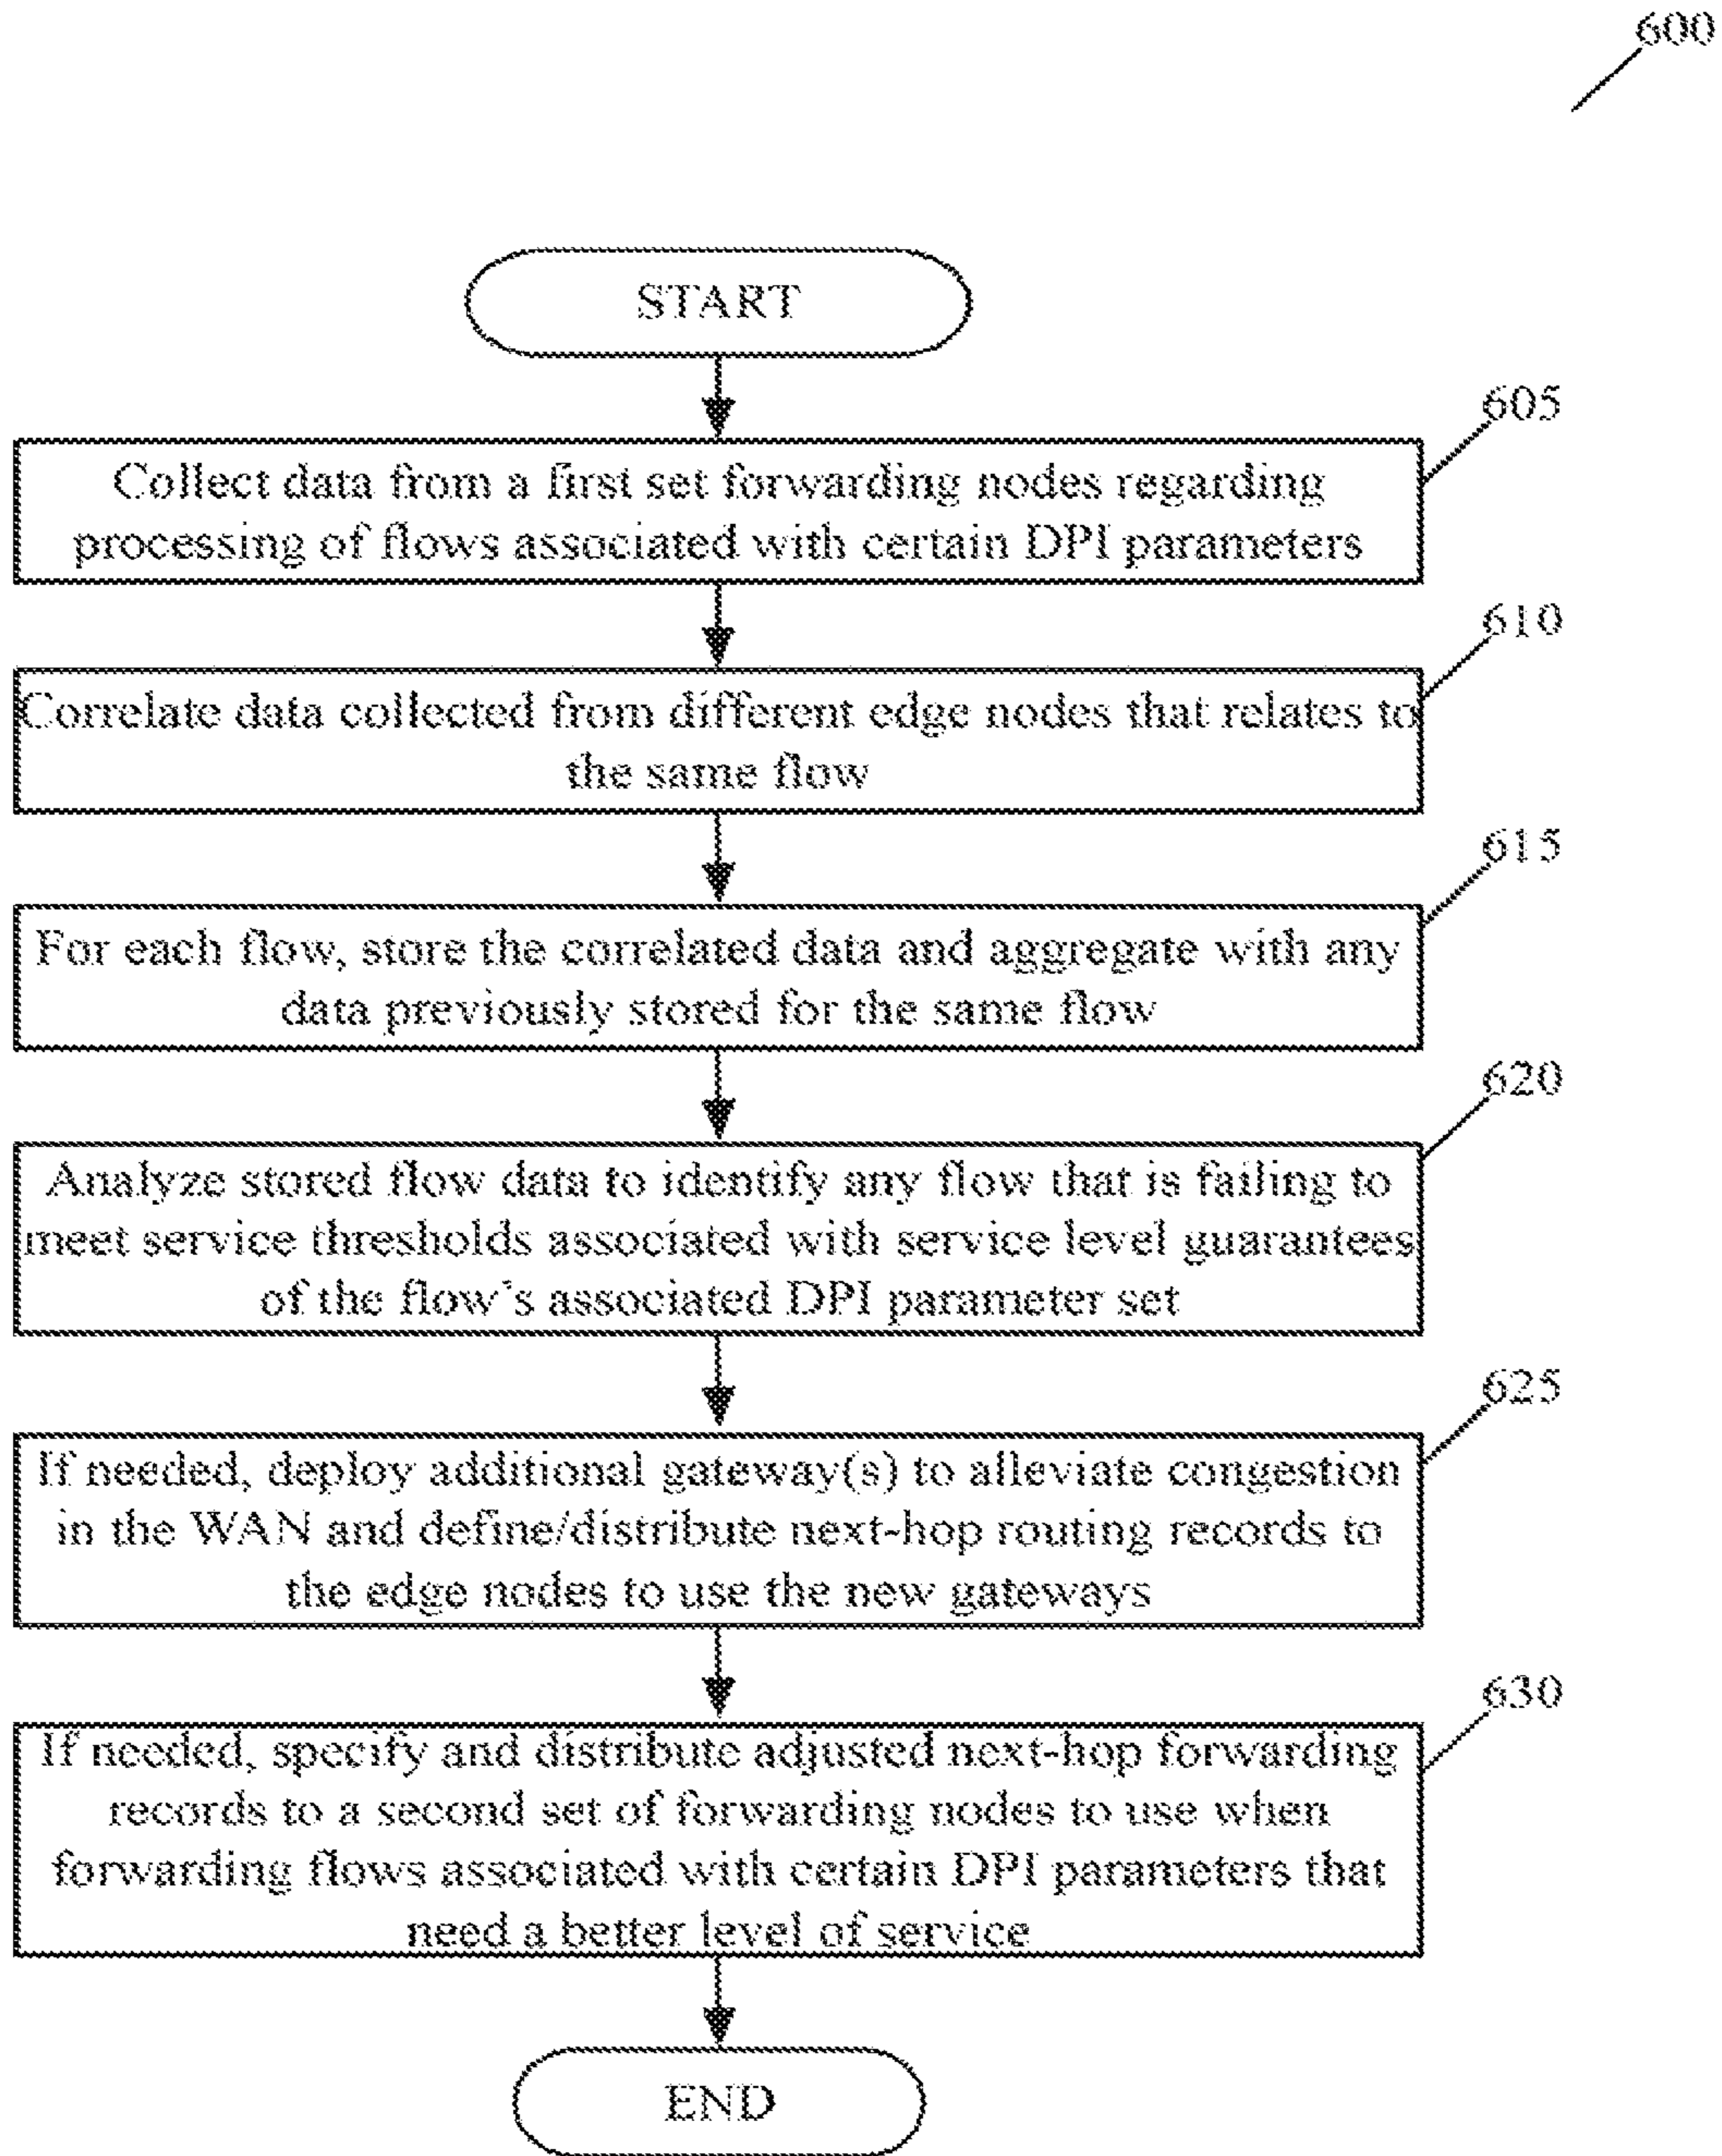 600
START
605
Collect data from a first set forwarding nodes regarding
processing of flows associated with certain DPI parameters
610
Correlate data collected from different edge nodes that relates to
the same flow
615
For each flow, store the correlated data and aggregate with any
data previously stored for the same flow
620
Analyze stored flow data to identify any flow that is failing to
meet service thresholds associated with service level guarantees
of the flow's associated DPI parameter set
625
If needed, deploy additional gateway(s) to alleviate congestion
in the WAN and define/distribute next-hop routing records to
the edge nodes to use the new gateways
630
If needed, specify and distribute adjusted next-hop forwarding
records to a second set of forwarding nodes to use when
forwarding flows associated with certain DPI parameters that
need a better level of service
END